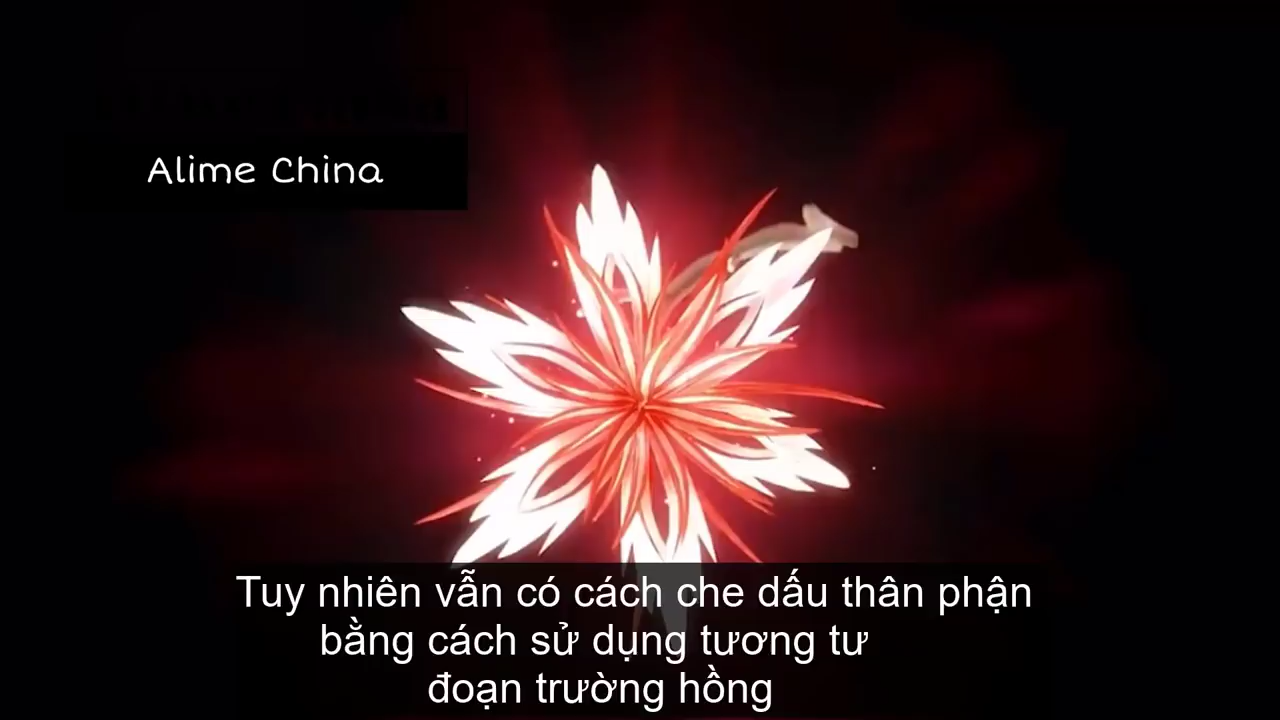 Alime China
Tuy nhiên vẫn có cách che dấu thân phận
bằng cách sử dụng tương tư
đoạn trường hồng